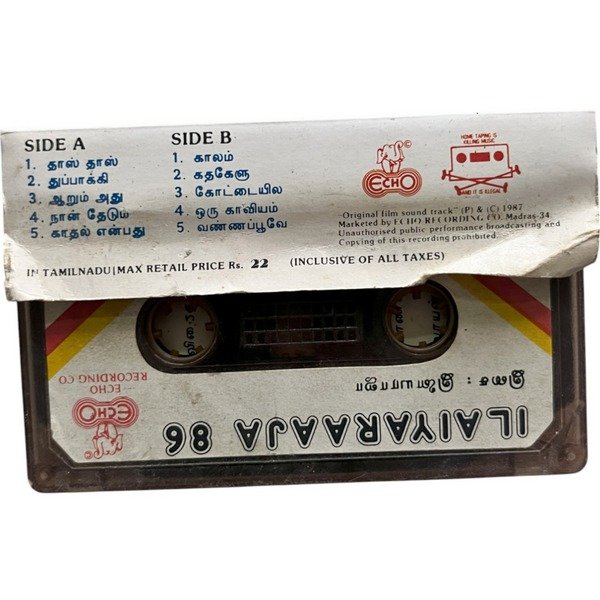 SIDE A
1. தாஸ் தாஸ்
2. துப்பாக்கி
3. ஆறும் அது
4. நான் தேடும்
5. காதல் என்பது
SIDE B
1. காலம்
2. கதகேளு
3. கோட்டையில
4. ஒரு காவியம்
5. வண்ணப்பூவே
ECHO
HOME TAPING IS
KILLING MUSIC
AND IT IS ILLEGAL
"Original film sound track" (P) & (C) 1987
Marketed by ECHO RECORDING CO. Madras-34
Unauthorised public performance broadcasting and
Copying of this recording prohibited.
IN TAMILNADU|MAX RETAIL PRICE Rs. 22 (INCLUSIVE OF ALL TAXES)
ILAIYARAAJA 86
இசை : இளையராஜா
ECHO
ECHO
RECORDING CO